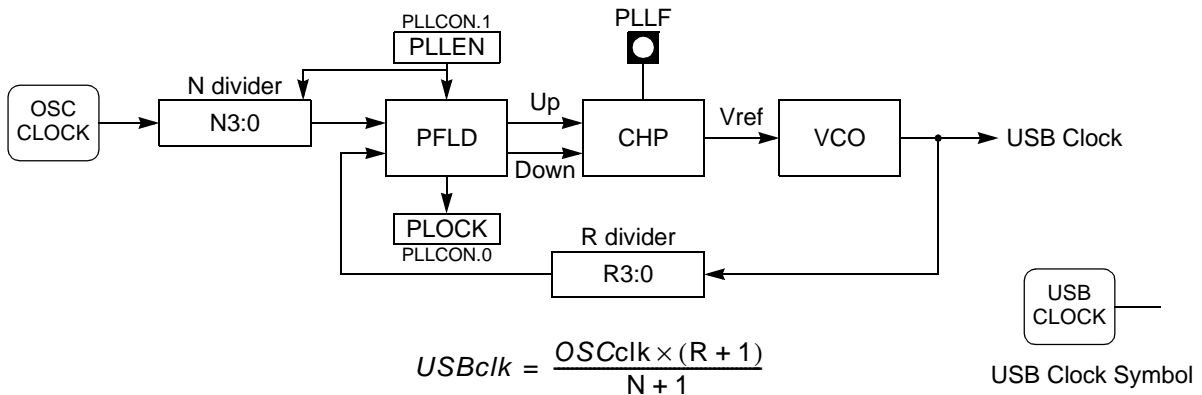 PLLCON.1
PLLEN
PLLF
N divider
OSC
CLOCK
N3:0
PFLD
Up
Down
CHP
Vref
VCO
USB Clock
PLOCK
PLLCON.0
R divider
R3:0
USB
CLOCK
USB Clock Symbol
USBclk = OSCclk × (R + 1)
N + 1